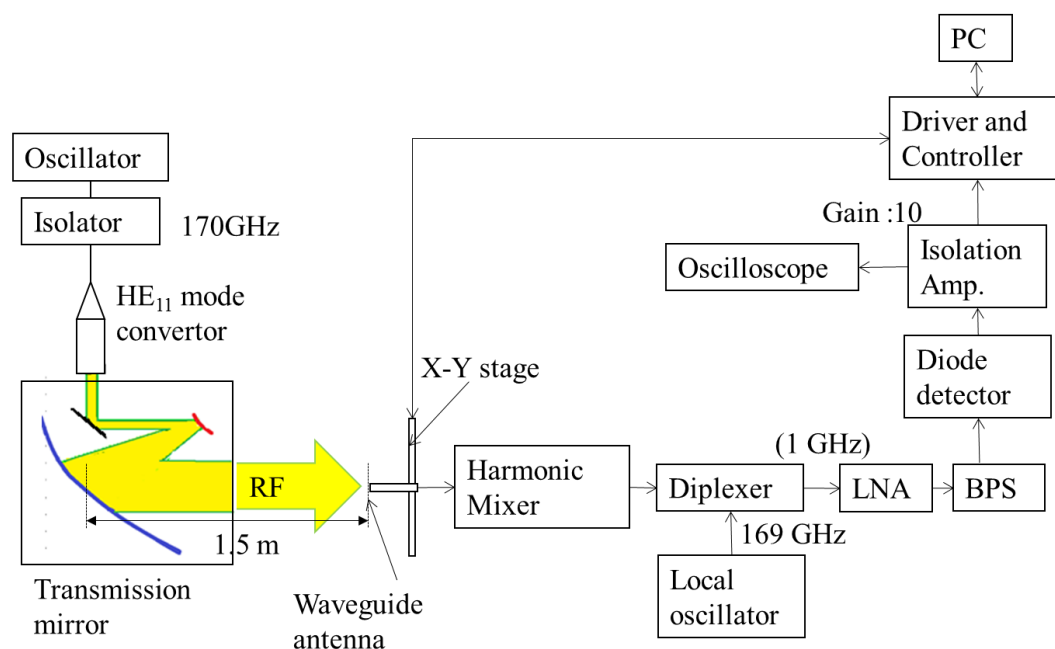 PC
Driver and
Controller
Oscillator
Isolator
170GHz
Gain :10
Isolation
Amp.
Oscilloscope
HE₁₁ mode
convertor
Diode
detector
X-Y stage
(1 GHz)
RF
Harmonic
Mixer
Diplexer
LNA
BPS
1.5 m
169 GHz
Transmission
mirror
Waveguide
antenna
Local
oscillator